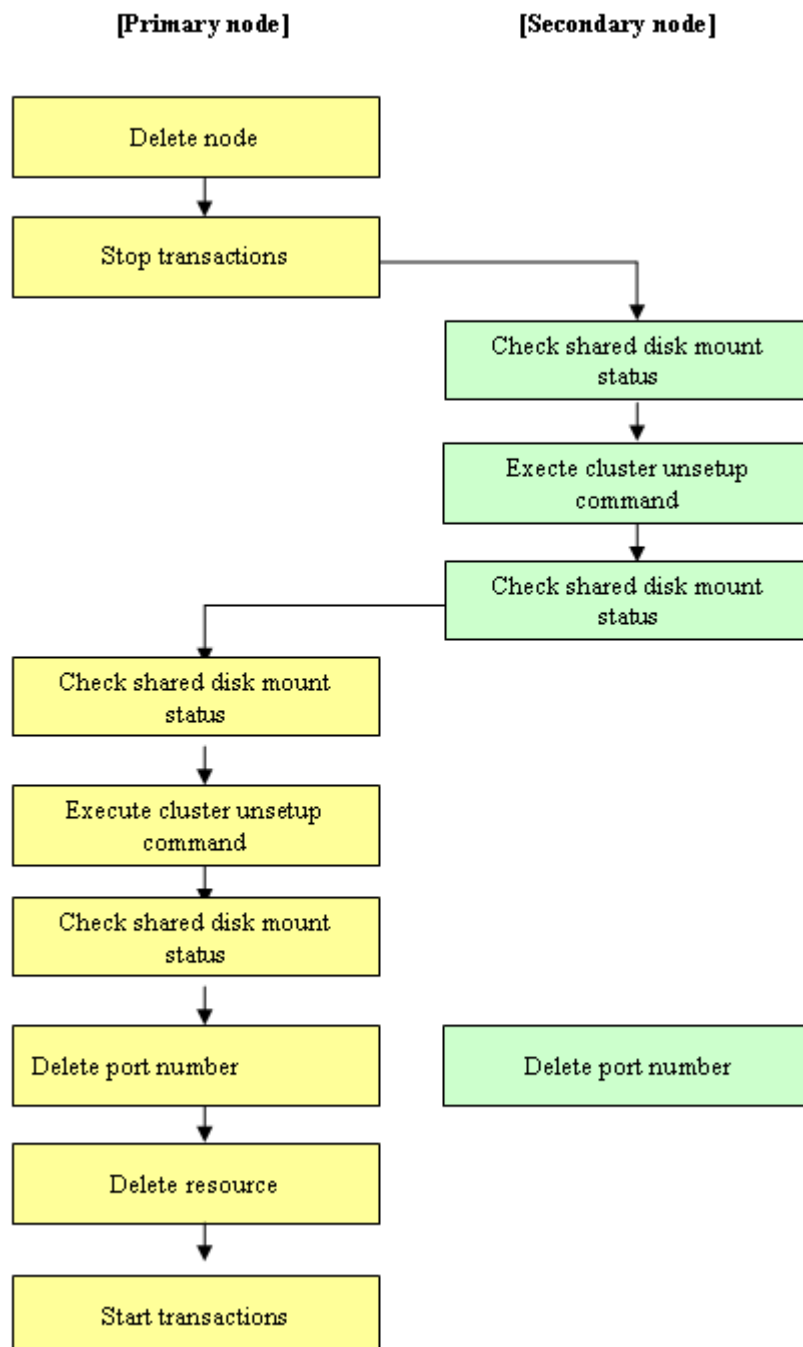 [Primary node]
[Secondary node]
Delete node
Stop transactions
Check shared disk mount
status
Execte cluster unsetup
command
Check shared disk mount
status
Check shared disk mount
status
Execute cluster unsetup
command
Check shared disk mount
status
Delete port number
Delete port number
Delete resource
Start transactions